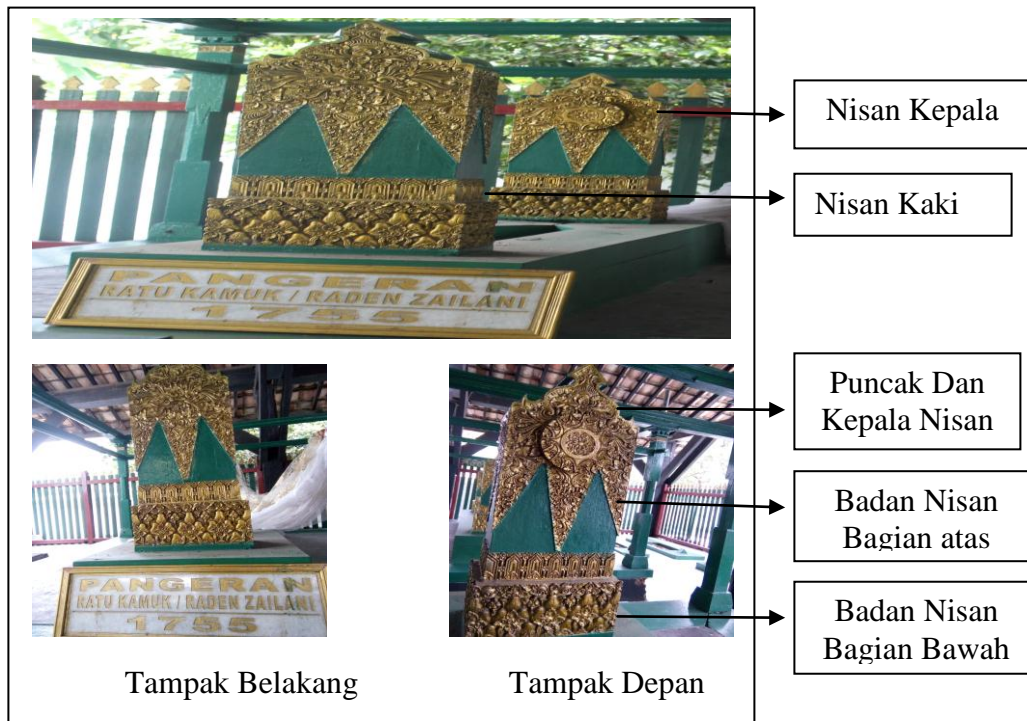 Nisan Kepala
Nisan Kaki
PANGERAN
RATU KAMUK / RADEN ZAILANI
1755
Puncak Dan
Kepala Nisan
Badan Nisan
Bagian atas
Badan Nisan
Bagian Bawah
PANGERAN
RATU KAMUK / RADEN ZAILANI
1755
Tampak Belakang
Tampak Depan